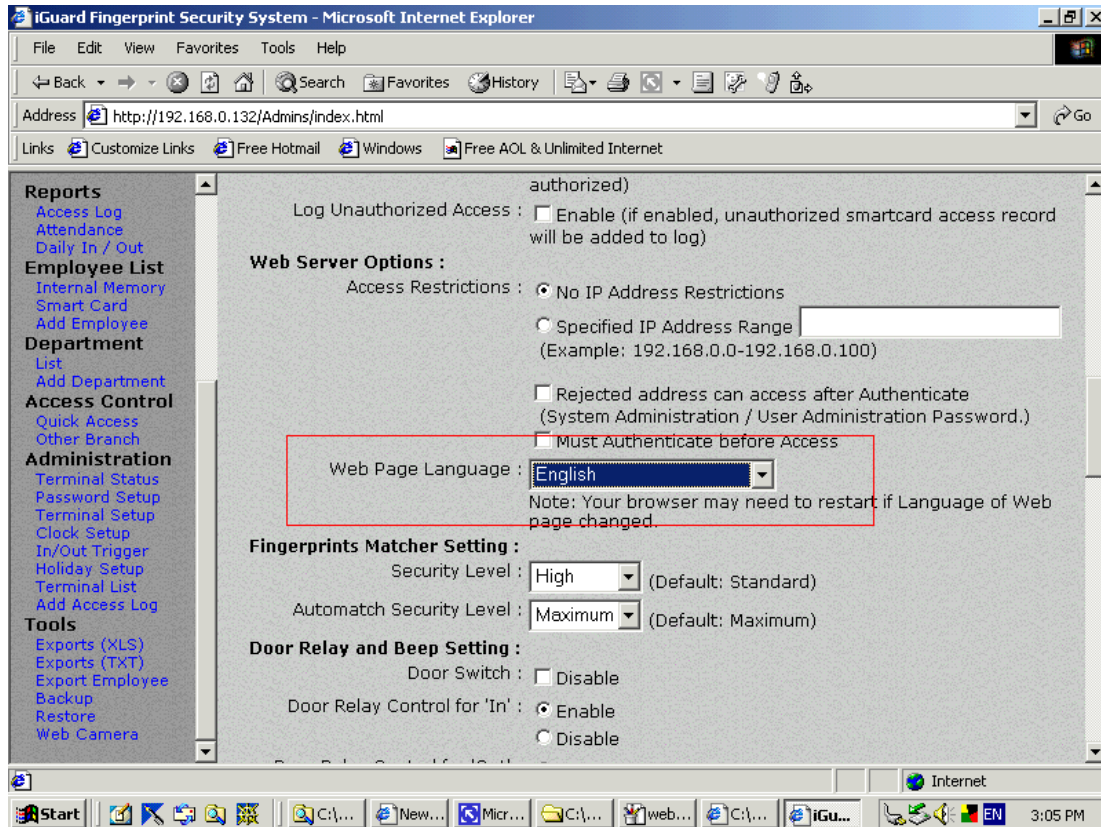 iGuard Fingerprint Security System - Microsoft Internet Explorer
File Edit View Favorites Tools Help
Back Search Favorites History
Address http://192.168.0.132/Admins/index.html Go
Links Customize Links Free Hotmail Windows Free AOL & Unlimited Internet
Reports
Access Log
Attendance
Daily In / Out
Employee List
Internal Memory
Smart Card
Add Employee
Department
List
Add Department
Access Control
Quick Access
Other Branch
Administration
Terminal Status
Password Setup
Terminal Setup
Clock Setup
In/Out Trigger
Holiday Setup
Terminal List
Add Access Log
Tools
Exports (XLS)
Exports (TXT)
Export Employee
Backup
Restore
Web Camera
authorized)
Log Unauthorized Access : Enable (if enabled, unauthorized smartcard access record
will be added to log)
Web Server Options :
Access Restrictions : No IP Address Restrictions
Specified IP Address Range
(Example: 192.168.0.0-192.168.0.100)
Rejected address can access after Authenticate
(System Administration / User Administration Password.)
Must Authenticate before Access
Web Page Language : English
Note: Your browser may need to restart if Language of Web
page changed.
Fingerprints Matcher Setting :
Security Level : High (Default: Standard)
Automatch Security Level : Maximum (Default: Maximum)
Door Relay and Beep Setting :
Door Switch : Disable
Door Relay Control for 'In' : Enable
Disable
Internet
Start C:\... New... Micr... C:\... web... C:\... iGu... EN 3:05 PM